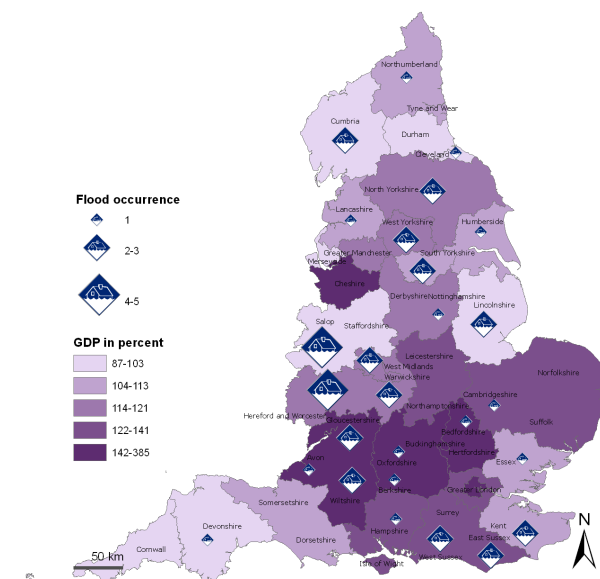 Northumberland
Tyne and Wear
Cumbria
Durham
Cleveland
North Yorkshire
Flood occurrence
1
2-3
4-5
Lancashire
West Yorkshire
Humberside
Greater Manchester
South Yorkshire
Merseyside
Cheshire
Derbyshire
Nottinghamshire
Lincolnshire
Salop
Staffordshire
GDP in percent
87-103
104-113
114-121
122-141
142-385
Leicestershire
West Midlands
Norfolkshire
Warwickshire
Cambridgeshire
Northamptonshire
Hereford and Worcester
Gloucestershire
Suffolk
Bedfordshire
Buckinghamshire
Hertfordshire
Avon
Oxfordshire
Essex
Berkshire
Greater London
Wiltshire
Somersetshire
Surrey
Devonshire
Hampshire
Kent
East Sussex
Dorsetshire
Cornwall
West Sussex
Isle of Wight
50 km
N